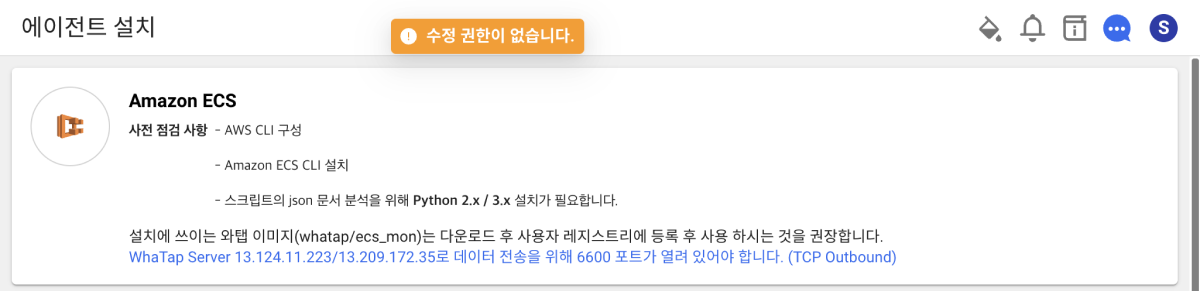 에이전트 설치
수정 권한이 없습니다.
S
Amazon ECS
사전 점검 사항 - AWS CLI 구성
- Amazon ECS CLI 설치
- 스크립트의 json 문서 분석을 위해 Python 2.x / 3.x 설치가 필요합니다.
설치에 쓰이는 와탭 이미지(whatap/ecs_mon)는 다운로드 후 사용자 레지스트리에 등록 후 사용 하시는 것을 권장합니다.
WhaTap Server 13.124.11.223/13.209.172.35로 데이터 전송을 위해 6600 포트가 열려 있어야 합니다. (TCP Outbound)